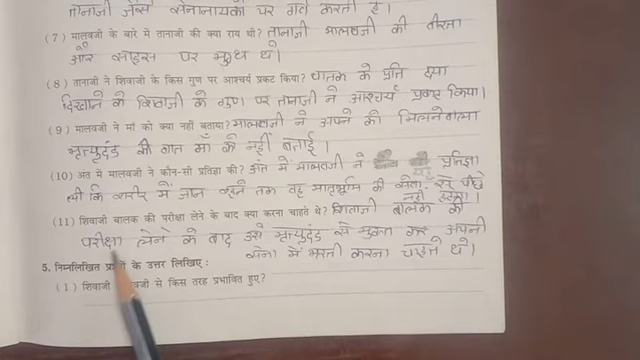 तानाजी जैसे सेनानायकों पर गर्व करती है।
(7) मालवजी के बारे में तानाजी की क्या राय थी? तानाजी मालवजी की वीरता
और साहस पर मुग्ध थे।
(8) तानाजी ने शिवाजी के किस गुण पर आश्चर्य प्रकट किया? घातक के प्रति दया
दिखाने के शिवाजी के गुण पर तानाजी ने आश्चर्य प्रकट किया।
(9) मालवजी ने माँ को क्या नहीं बताया? मालवजी ने अपने को मिलनेवाला
मृत्युदंड की बात माँ को नहीं बताई।
(10) अंत में मालवजी ने कौन-सी प्रतिज्ञा की? अंत में मालवजी ने प्रतिज्ञा
ली कि शरीर में जान रहने तक वह मातृभूमि की सेवा से पीछे
नहीं हटेगा।
(11) शिवाजी बालक की परीक्षा लेने के बाद क्या करना चाहते थे? शिवाजी बालक की
परीक्षा लेने के बाद उसे मृत्युदंड से मुक्त कर अपनी
सेना में भरती करना चाहते थे।
5. निम्नलिखित के उत्तर लिखिए :
(1) शिवाजी से किस तरह प्रभावित हुए?